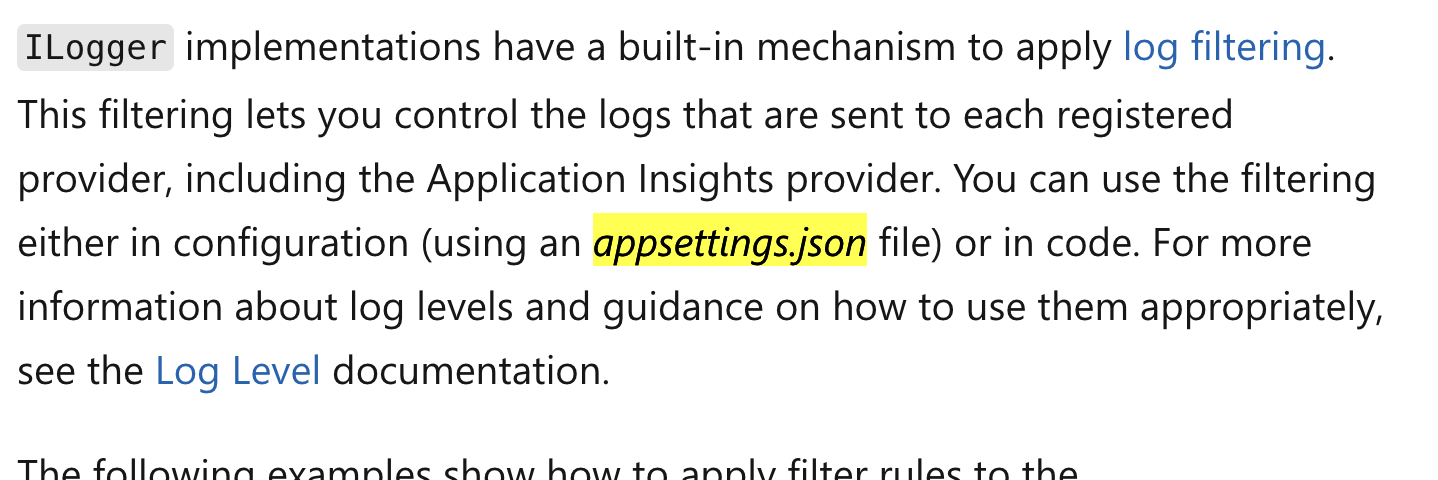 ILogger implementations have a built-in mechanism to apply log filtering.
This filtering lets you control the logs that are sent to each registered
provider, including the Application Insights provider. You can use the filtering
either in configuration (using an appsettings.json file) or in code. For more
information about log levels and guidance on how to use them appropriately,
see the Log Level documentation.
The following examples show how to apply filter rules to the